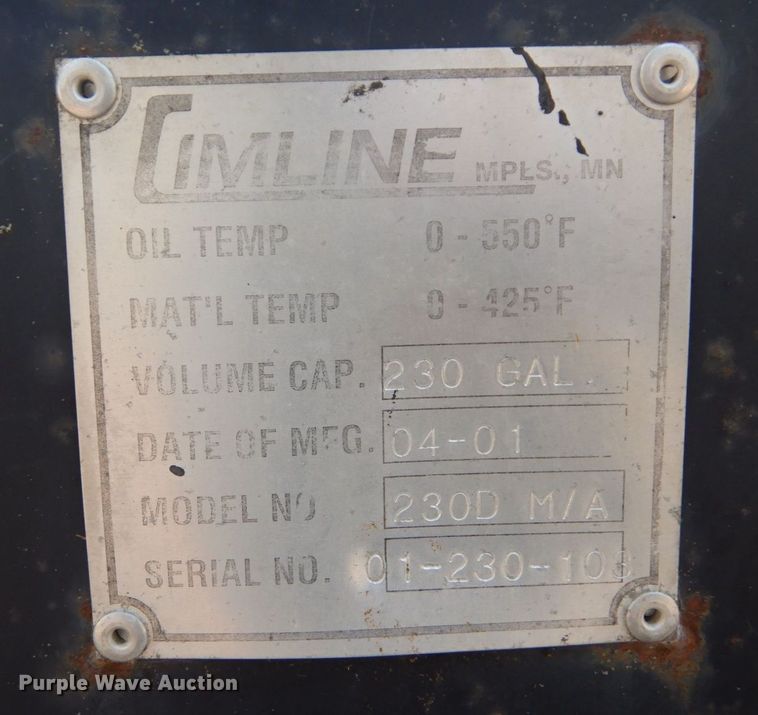 CIMLINE MPLS., MN
OIL TEMP 0 - 550°F
MAT'L TEMP 0 - 425°F
VOLUME CAP. 230 GAL.
DATE OF MFG. 04-01
MODEL NO 230D M/A
SERIAL NO. 01-230-108
Purple Wave Auction